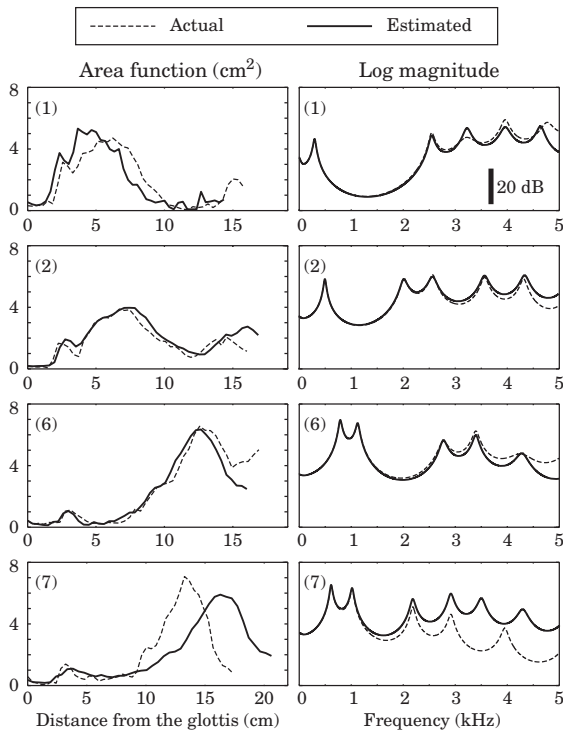 Actual Estimated
Area function (cm²) Log magnitude
8 (1) (1)
4
20 dB
0
0 5 10 15 0 1 2 3 4 5
8 (2) (2)
4
0
0 5 10 15 0 1 2 3 4 5
8 (6) (6)
4
0
0 5 10 15 0 1 2 3 4 5
8 (7) (7)
4
0
0 5 10 15 20 0 1 2 3 4 5
Distance from the glottis (cm) Frequency (kHz)